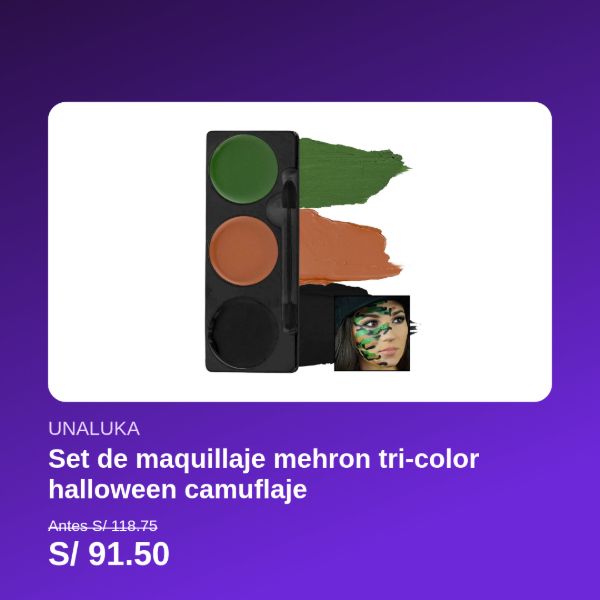 UNALUKA
Set de maquillaje mehron tri-color
halloween camuflaje
Antes S/ 118.75
S/ 91.50